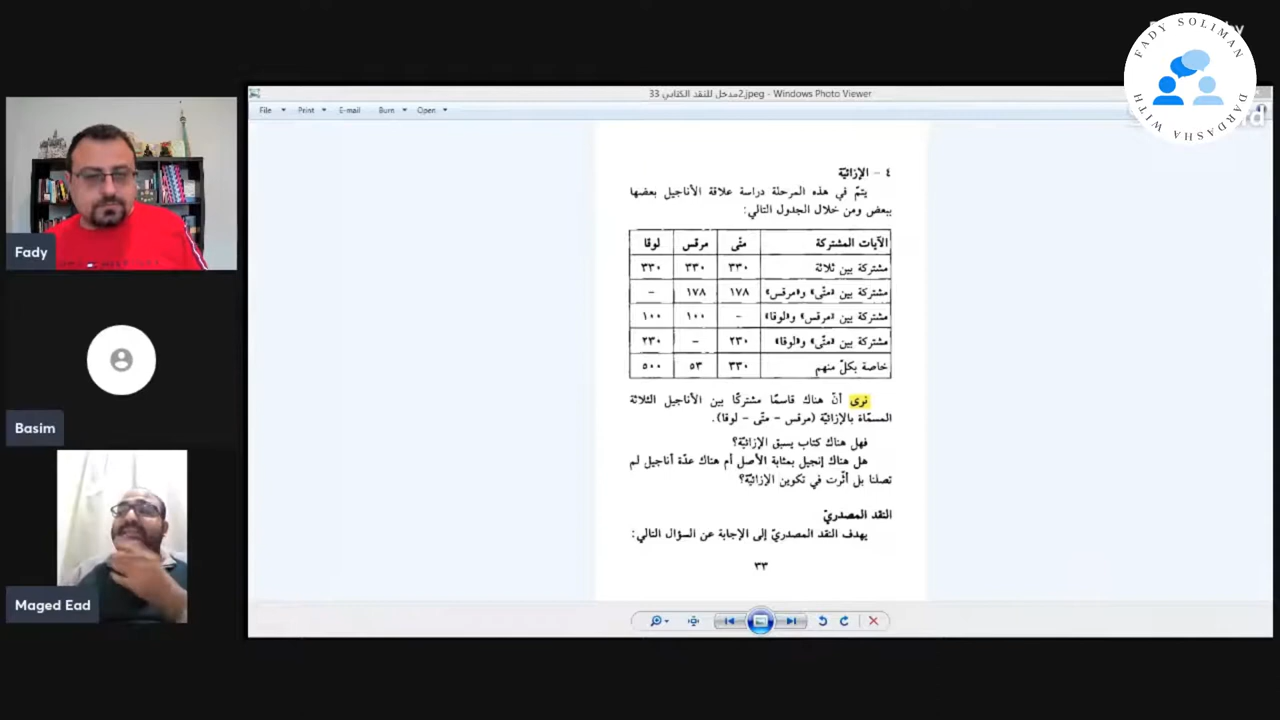 33 مدخل للنقد الكتابي2.jpeg - Windows Photo Viewer
File Print E-mail Burn Open
FADY SOLIMAN
DARDASHA WITH
Fady
Basim
Maged Ead
٤ - الإزائيّة
يتمّ في هذه المرحلة دراسة علاقة الأناجيل بعضها
ببعض ومن خلال الجدول التالي:
الآيات المشتركة متّى مرقس لوقا
مشتركة بين ثلاثة ٣٣٠ ٣٣٠ ٣٣٠
مشتركة بين «متّى» و«مرقس» ١٧٨ ١٧٨ -
مشتركة بين «مرقس» و«لوقا» - ١٠٠ ١٠٠
مشتركة بين «متّى» و«لوقا» ٢٣٠ - ٢٣٠
خاصة بكلّ منهم ٣٣٠ ٥٣ ٥٠٠
نرى أنّ هناك قاسمًا مشتركًا بين الأناجيل الثلاثة
المسمّاة بالإزائيّة (مرقس - متّى - لوقا).
فهل هناك كتاب يسبق الإزائيّة؟
هل هناك إنجيل بمثابة الأصل أم هناك عدّة أناجيل لم
تصلنا بل أثّرت في تكوين الإزائيّة؟
النقد المصدريّ
يهدف النقد المصدريّ إلى الإجابة عن السؤال التالي:
٣٣